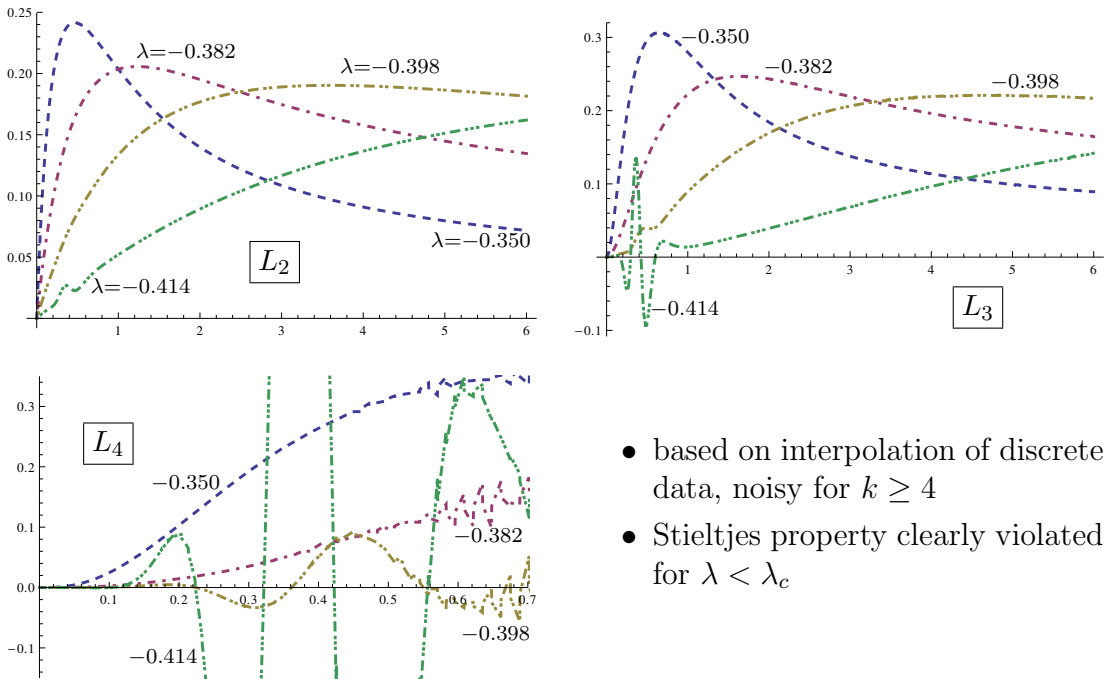 0.25
0.20
0.15
0.10
0.05
1 2 3 4 5 6
λ=−0.382
λ=−0.398
λ=−0.350
λ=−0.414
L₂
0.3
0.2
0.1
−0.1
1 2 3 4 5 6
−0.350
−0.382
−0.398
−0.414
L₃
0.3
0.2
0.1
0.0
−0.1
0.1 0.2 0.3 0.4 0.5 0.6 0.7
L₄
−0.350
−0.382
−0.398
−0.414
• based on interpolation of discrete
data, noisy for k ≥ 4
• Stieltjes property clearly violated
for λ < λ_c